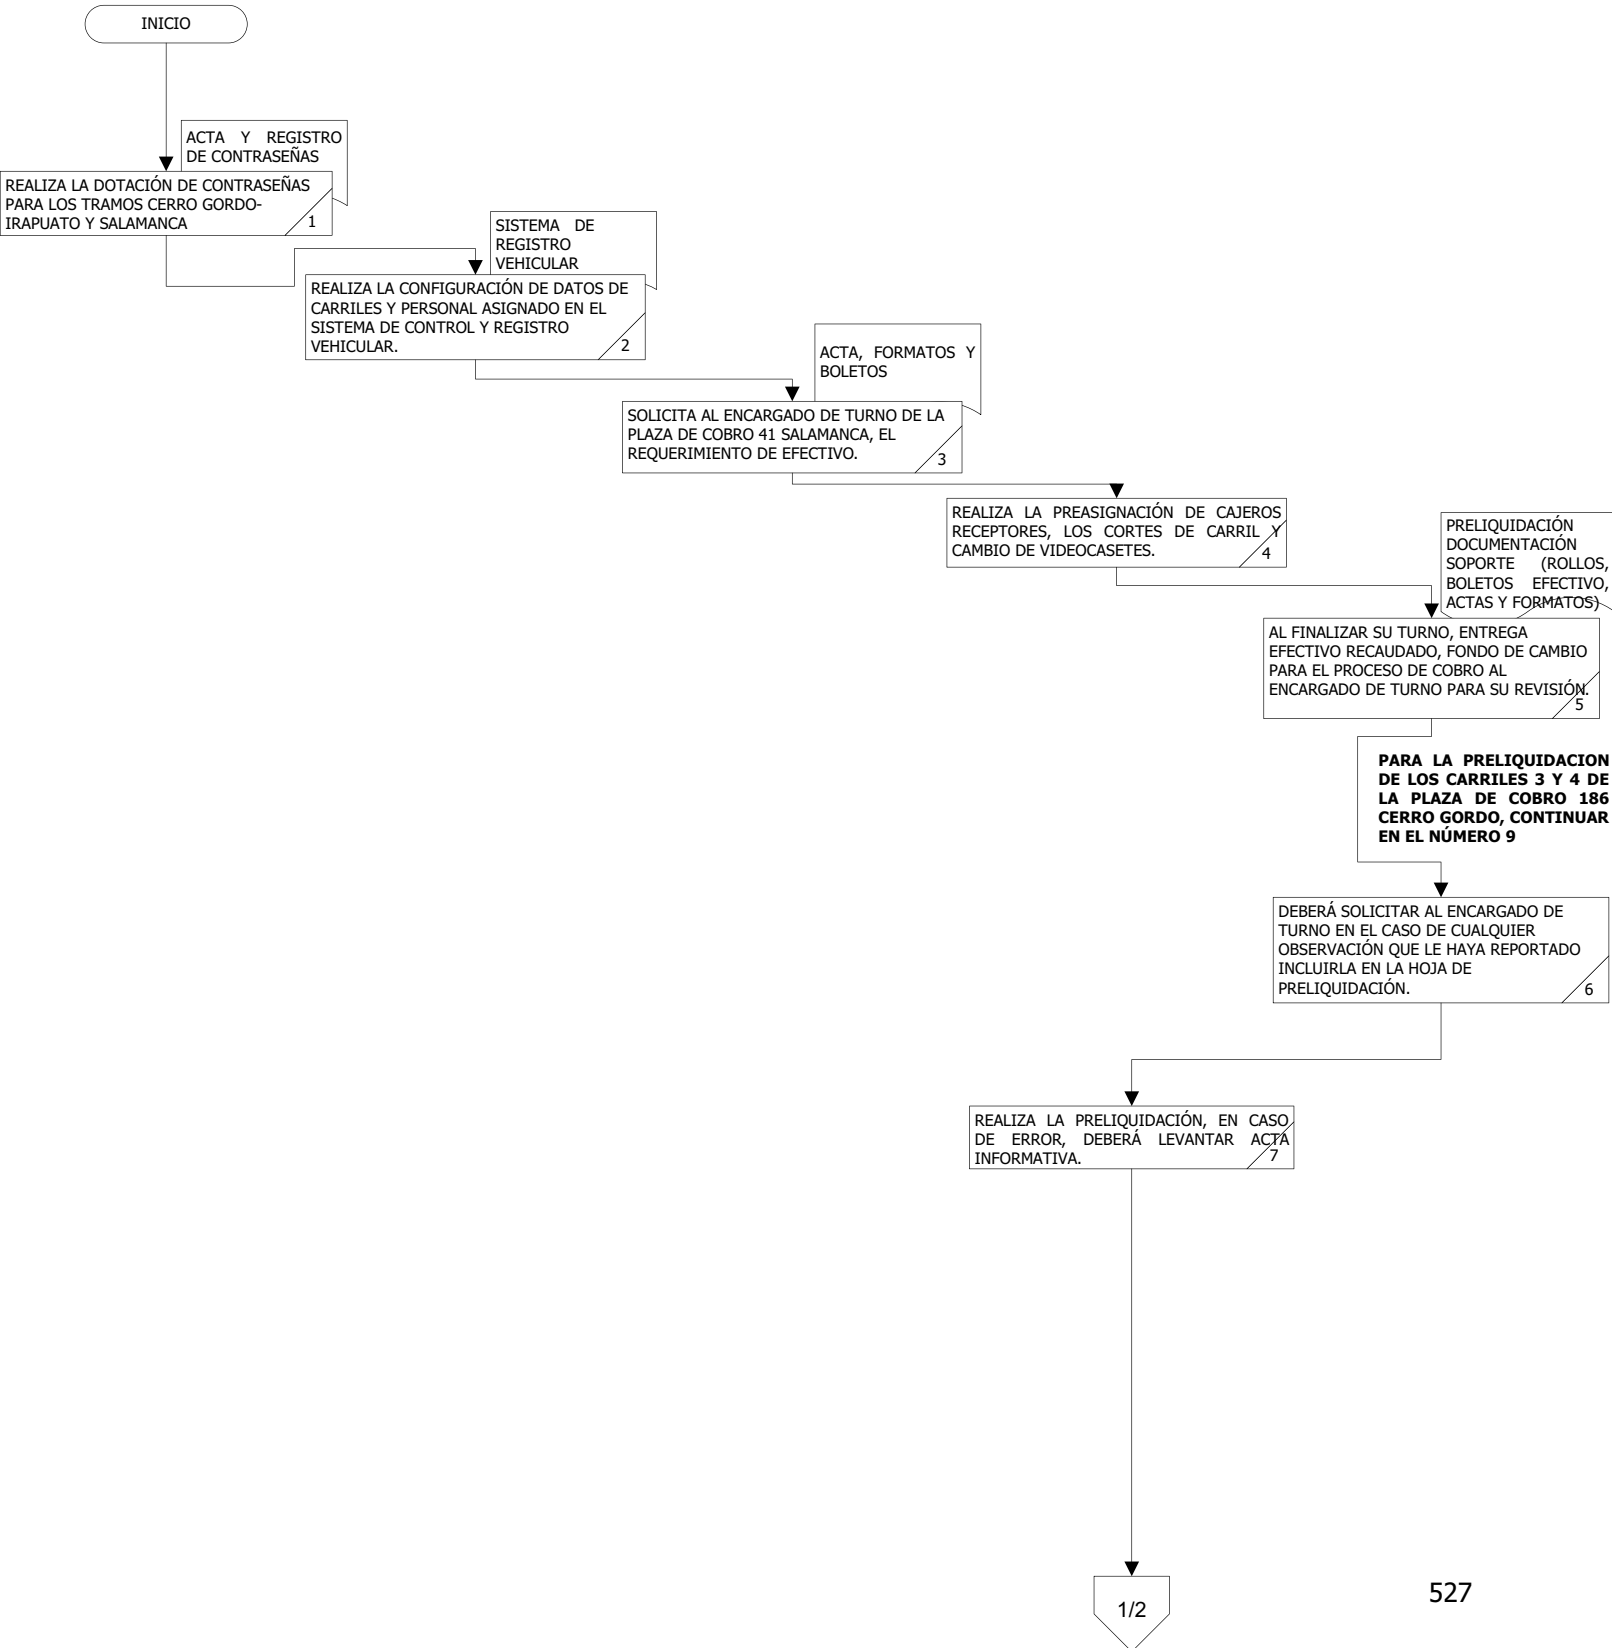 INICIO
ACTA Y REGISTRO
DE CONTRASEÑAS
REALIZA LA DOTACIÓN DE CONTRASEÑAS
PARA LOS TRAMOS CERRO GORDO-
IRAPUATO Y SALAMANCA
1
SISTEMA DE
REGISTRO
VEHICULAR
REALIZA LA CONFIGURACIÓN DE DATOS DE
CARRILES Y PERSONAL ASIGNADO EN EL
SISTEMA DE CONTROL Y REGISTRO
VEHICULAR.
2
ACTA, FORMATOS Y
BOLETOS
SOLICITA AL ENCARGADO DE TURNO DE LA
PLAZA DE COBRO 41 SALAMANCA, EL
REQUERIMIENTO DE EFECTIVO.
3
REALIZA LA PREASIGNACIÓN DE CAJEROS
RECEPTORES, LOS CORTES DE CARRIL Y
CAMBIO DE VIDEOCASETES.
4
PRELIQUIDACIÓN
DOCUMENTACIÓN
SOPORTE (ROLLOS,
BOLETOS EFECTIVO,
ACTAS Y FORMATOS)
AL FINALIZAR SU TURNO, ENTREGA
EFECTIVO RECAUDADO, FONDO DE CAMBIO
PARA EL PROCESO DE COBRO AL
ENCARGADO DE TURNO PARA SU REVISIÓN.
5
PARA LA PRELIQUIDACION
DE LOS CARRILES 3 Y 4 DE
LA PLAZA DE COBRO 186
CERRO GORDO, CONTINUAR
EN EL NÚMERO 9
DEBERÁ SOLICITAR AL ENCARGADO DE
TURNO EN EL CASO DE CUALQUIER
OBSERVACIÓN QUE LE HAYA REPORTADO
INCLUIRLA EN LA HOJA DE
PRELIQUIDACIÓN.
6
REALIZA LA PRELIQUIDACIÓN, EN CASO
DE ERROR, DEBERÁ LEVANTAR ACTA
INFORMATIVA.
7
1/2
527